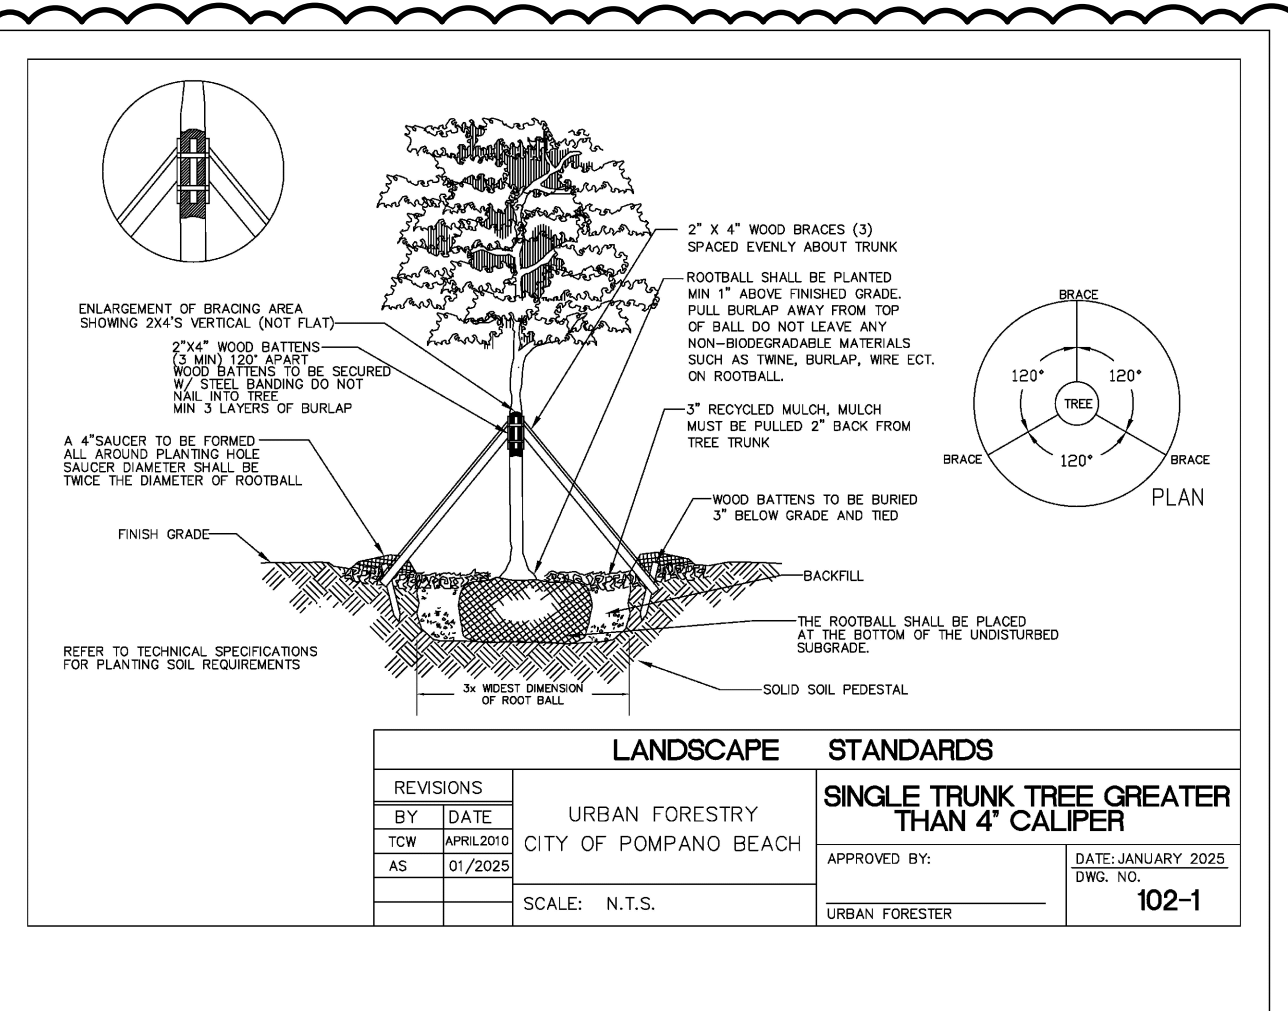 ENLARGEMENT OF BRACING AREA
SHOWING 2X4'S VERTICAL (NOT FLAT)
2"X4" WOOD BATTENS
(3 MIN) 120° APART
WOOD BATTENS TO BE SECURED
W/ STEEL BANDING DO NOT
NAIL INTO TREE
MIN 3 LAYERS OF BURLAP
A 4"SAUCER TO BE FORMED
ALL AROUND PLANTING HOLE
SAUCER DIAMETER SHALL BE
TWICE THE DIAMETER OF ROOTBALL
FINISH GRADE
REFER TO TECHNICAL SPECIFICATIONS
FOR PLANTING SOIL REQUIREMENTS
2" X 4" WOOD BRACES (3)
SPACED EVENLY ABOUT TRUNK
ROOTBALL SHALL BE PLANTED
MIN 1" ABOVE FINISHED GRADE.
PULL BURLAP AWAY FROM TOP
OF BALL DO NOT LEAVE ANY
NON-BIODEGRADABLE MATERIALS
SUCH AS TWINE, BURLAP, WIRE ECT.
ON ROOTBALL.
3" RECYCLED MULCH, MULCH
MUST BE PULLED 2" BACK FROM
TREE TRUNK
WOOD BATTENS TO BE BURIED
3" BELOW GRADE AND TIED
BACKFILL
THE ROOTBALL SHALL BE PLACED
AT THE BOTTOM OF THE UNDISTURBED
SUBGRADE.
SOLID SOIL PEDESTAL
3x WIDEST DIMENSION
OF ROOT BALL
BRACE
120° 120°
TREE
BRACE 120° BRACE
PLAN
LANDSCAPE STANDARDS
REVISIONS
BY DATE
TCW APRIL2010
AS 01/2025
URBAN FORESTRY
CITY OF POMPANO BEACH
SCALE: N.T.S.
SINGLE TRUNK TREE GREATER
THAN 4" CALIPER
APPROVED BY:
URBAN FORESTER
DATE: JANUARY 2025
DWG. NO.
102-1